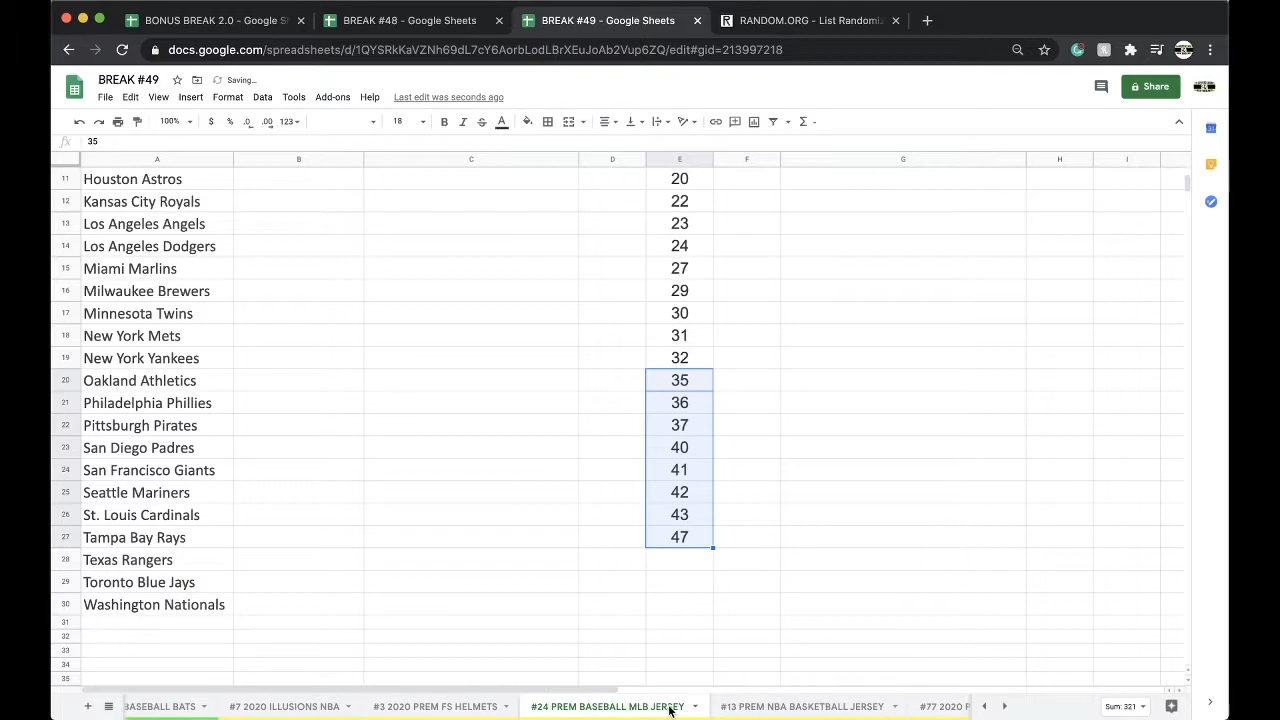 BONUS BREAK 2.0 - Google S
BREAK #48 - Google Sheets
BREAK #49 - Google Sheets
RANDOM.ORG - List Randomiz
docs.google.com/spreadsheets/d/1QYSRkKaVZNh69dL7cY6AorbLodLBrXEuJoAb2Vup6ZQ/edit#gid=213997218
BREAK #49 Saving…
Share
File Edit View Insert Format Data Tools Add-ons Help Last edit was seconds ago
100% $ % .0 .00 123 18 B I S A Σ
fx 35
A B C D E F G H I
11 Houston Astros 20
12 Kansas City Royals 22
13 Los Angeles Angels 23
14 Los Angeles Dodgers 24
15 Miami Marlins 27
16 Milwaukee Brewers 29
17 Minnesota Twins 30
18 New York Mets 31
19 New York Yankees 32
20 Oakland Athletics 35
21 Philadelphia Phillies 36
22 Pittsburgh Pirates 37
23 San Diego Padres 40
24 San Francisco Giants 41
25 Seattle Mariners 42
26 St. Louis Cardinals 43
27 Tampa Bay Rays 47
28 Texas Rangers
29 Toronto Blue Jays
30 Washington Nationals
31
32
33
34
35
BASEBALL BATS #7 2020 ILLUSIONS NBA #3 2020 PREM FS HELMETS #24 PREM BASEBALL MLB JERSEY #13 PREM NBA BASKETBALL JERSEY #77 2020 P Sum: 321